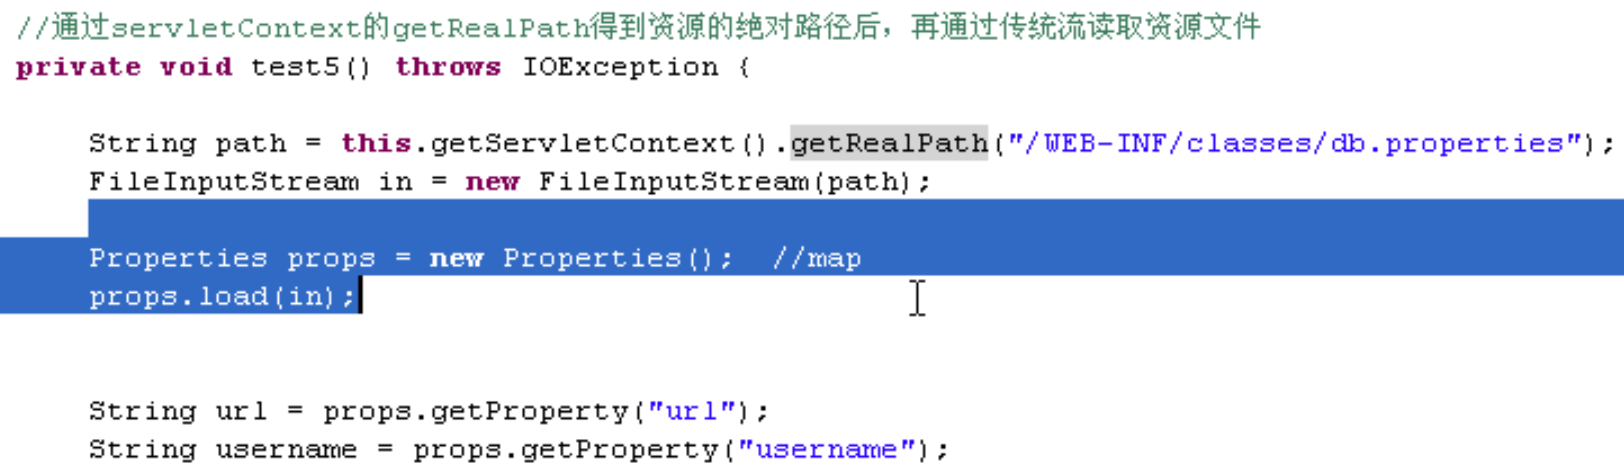 //通过servletContext的getRealPath得到资源的绝对路径后，再通过传统流读取资源文件
private void test5() throws IOException {
String path = this.getServletContext().getRealPath("/WEB-INF/classes/db.properties");
FileInputStream in = new FileInputStream(path);
Properties props = new Properties();  //map
props.load(in);
String url = props.getProperty("url");
String username = props.getProperty("username");